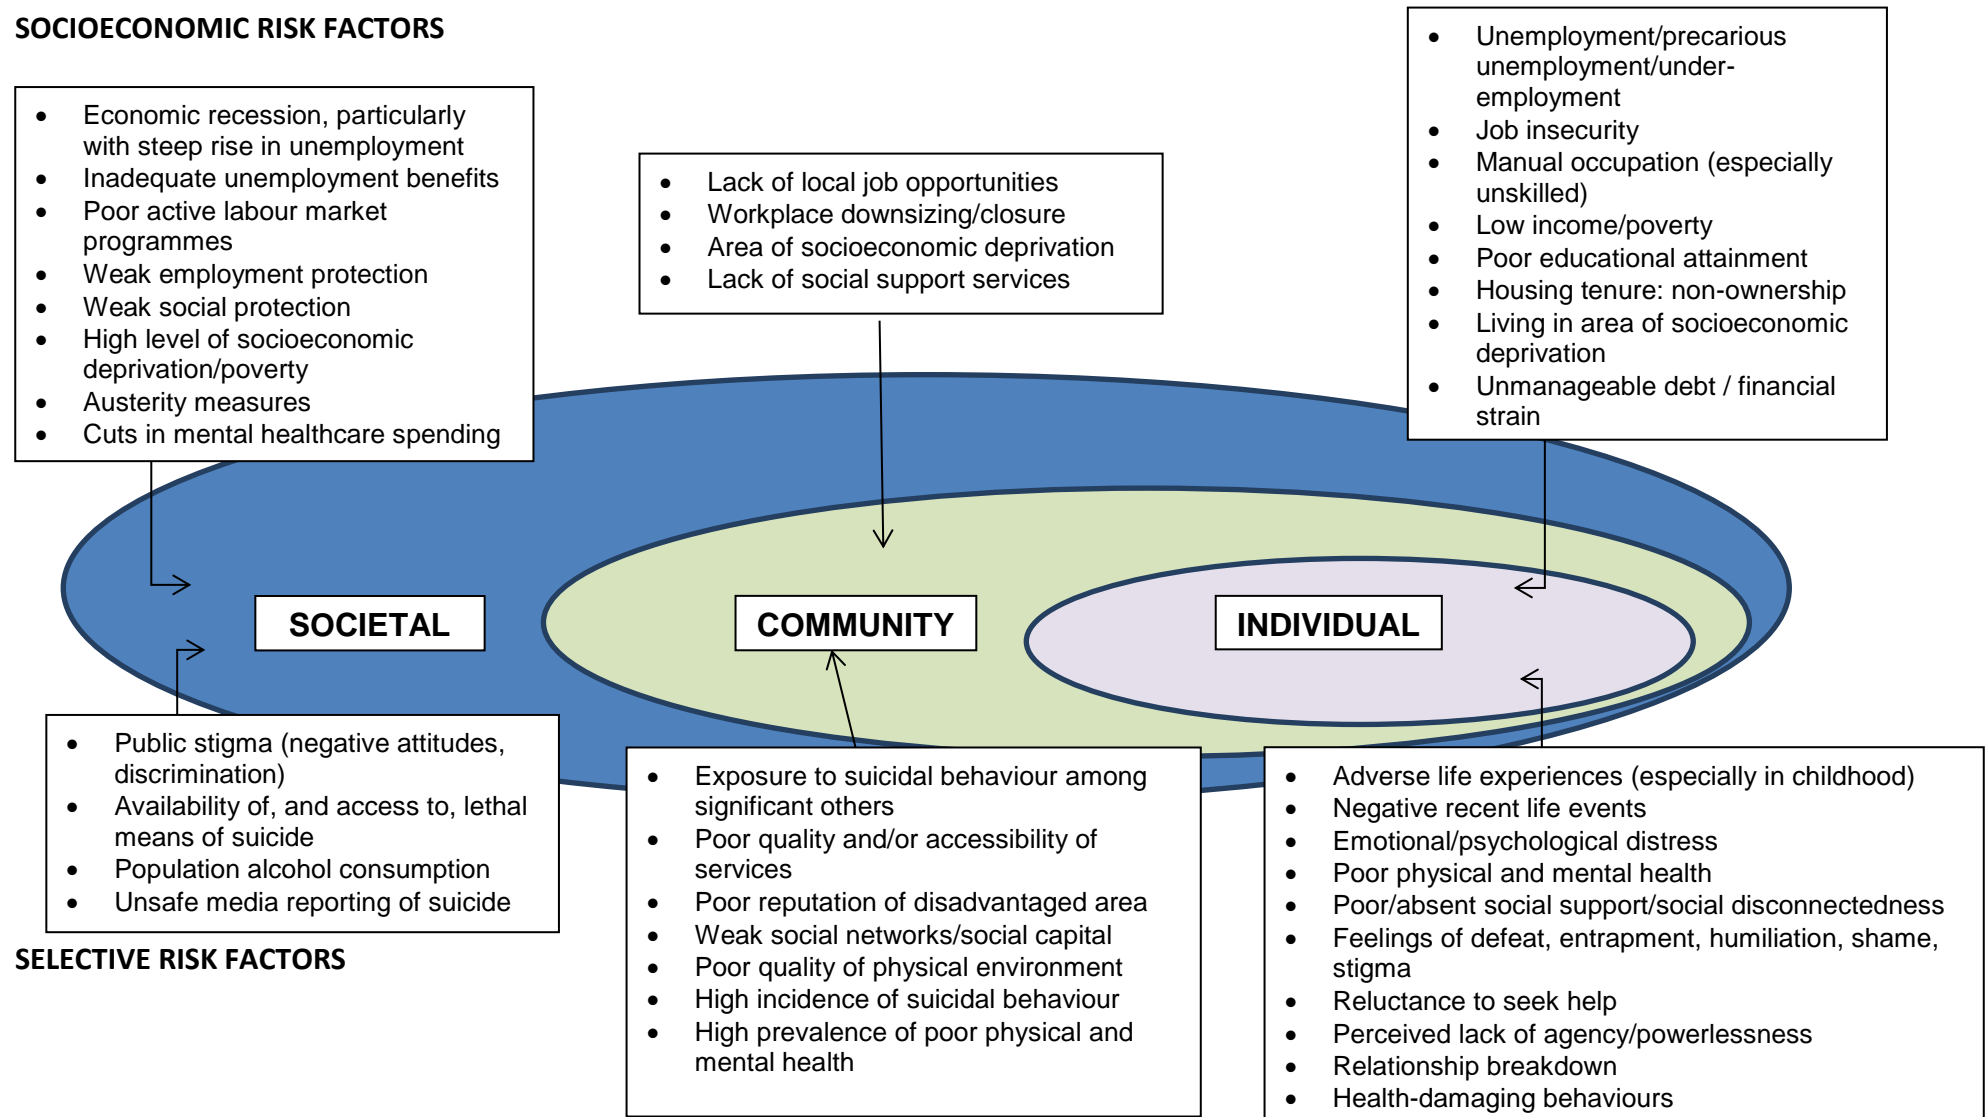 SOCIOECONOMIC RISK FACTORS
• Economic recession, particularly
with steep rise in unemployment
• Inadequate unemployment benefits
• Poor active labour market
programmes
• Weak employment protection
• Weak social protection
• High level of socioeconomic
deprivation/poverty
• Austerity measures
• Cuts in mental healthcare spending
• Lack of local job opportunities
• Workplace downsizing/closure
• Area of socioeconomic deprivation
• Lack of social support services
• Unemployment/precarious
unemployment/under-
employment
• Job insecurity
• Manual occupation (especially
unskilled)
• Low income/poverty
• Poor educational attainment
• Housing tenure: non-ownership
• Living in area of socioeconomic
deprivation
• Unmanageable debt / financial
strain
SOCIETAL
COMMUNITY
INDIVIDUAL
• Public stigma (negative attitudes,
discrimination)
• Availability of, and access to, lethal
means of suicide
• Population alcohol consumption
• Unsafe media reporting of suicide
• Exposure to suicidal behaviour among
significant others
• Poor quality and/or accessibility of
services
• Poor reputation of disadvantaged area
• Weak social networks/social capital
• Poor quality of physical environment
• High incidence of suicidal behaviour
• High prevalence of poor physical and
mental health
• Adverse life experiences (especially in childhood)
• Negative recent life events
• Emotional/psychological distress
• Poor physical and mental health
• Poor/absent social support/social disconnectedness
• Feelings of defeat, entrapment, humiliation, shame,
stigma
• Reluctance to seek help
• Perceived lack of agency/powerlessness
• Relationship breakdown
• Health-damaging behaviours
SELECTIVE RISK FACTORS